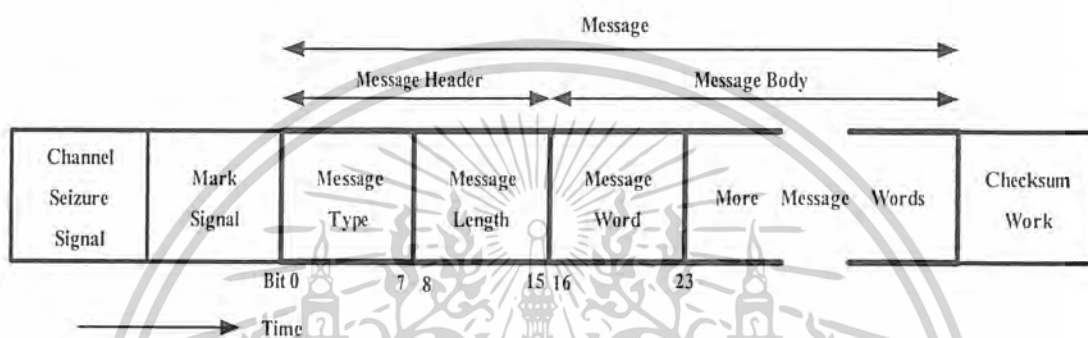 Message
Message Header
Message Body
Channel
Seizure
Signal
Mark
Signal
Message
Type
Message
Length
Message
Word
More Message Words
Checksum
Work
Bit 0
7
8
15
16
23
Time